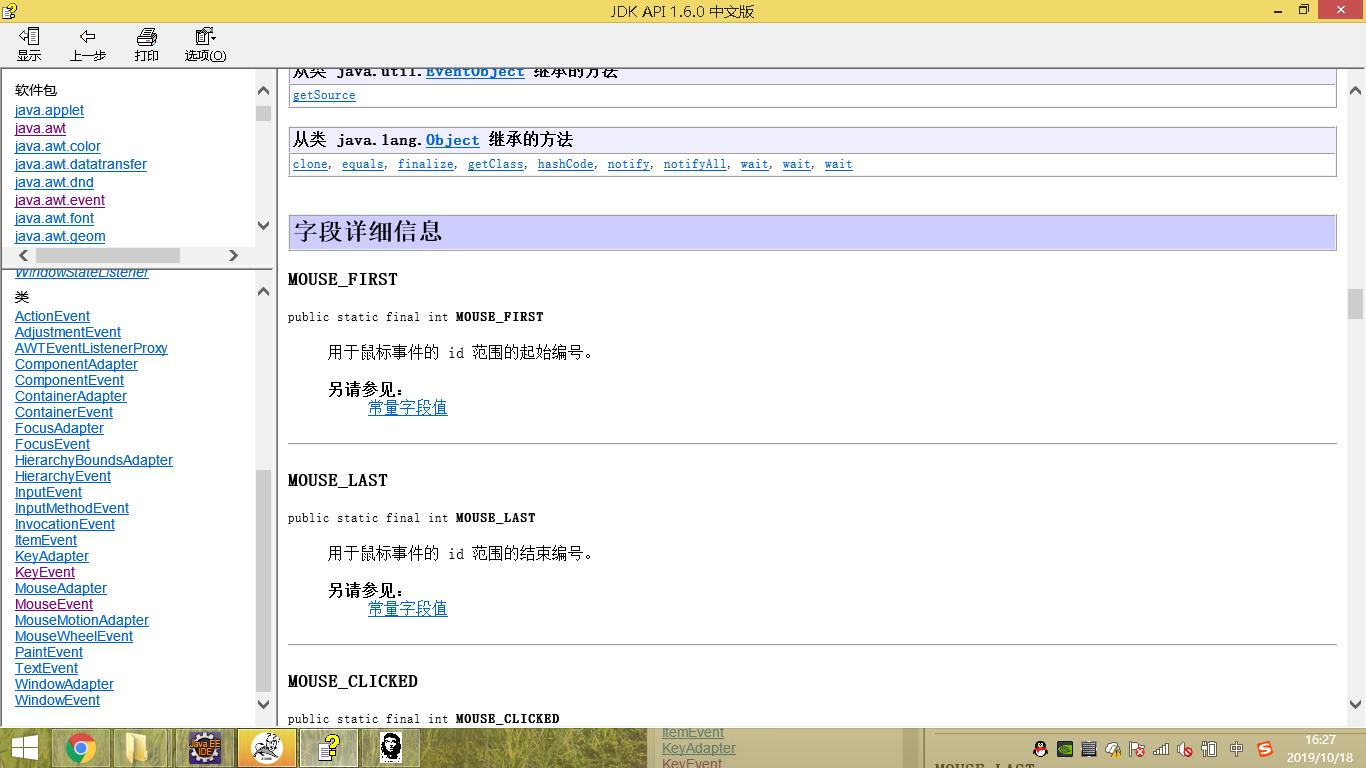 JDK API 1.6.0 中文版
显示 上一步 打印 选项(O)
软件包
java.applet
java.awt
java.awt.color
java.awt.datatransfer
java.awt.dnd
java.awt.event
java.awt.font
java.awt.geom
WindowStateListener
类
ActionEvent
AdjustmentEvent
AWTEventListenerProxy
ComponentAdapter
ComponentEvent
ContainerAdapter
ContainerEvent
FocusAdapter
FocusEvent
HierarchyBoundsAdapter
HierarchyEvent
InputEvent
InputMethodEvent
InvocationEvent
ItemEvent
KeyAdapter
KeyEvent
MouseAdapter
MouseEvent
MouseMotionAdapter
MouseWheelEvent
PaintEvent
TextEvent
WindowAdapter
WindowEvent
从类 java.util.EventObject 继承的方法
getSource
从类 java.lang.Object 继承的方法
clone, equals, finalize, getClass, hashCode, notify, notifyAll, wait, wait, wait
字段详细信息
MOUSE_FIRST
public static final int MOUSE_FIRST
用于鼠标事件的 id 范围的起始编号。
另请参见：
常量字段值
MOUSE_LAST
public static final int MOUSE_LAST
用于鼠标事件的 id 范围的结束编号。
另请参见：
常量字段值
MOUSE_CLICKED
public static final int MOUSE_CLICKED
Java EE
IDE
ItemEvent
KeyAdapter
KeyEvent
MOUSE_LAST
中
16:27
2019/10/18